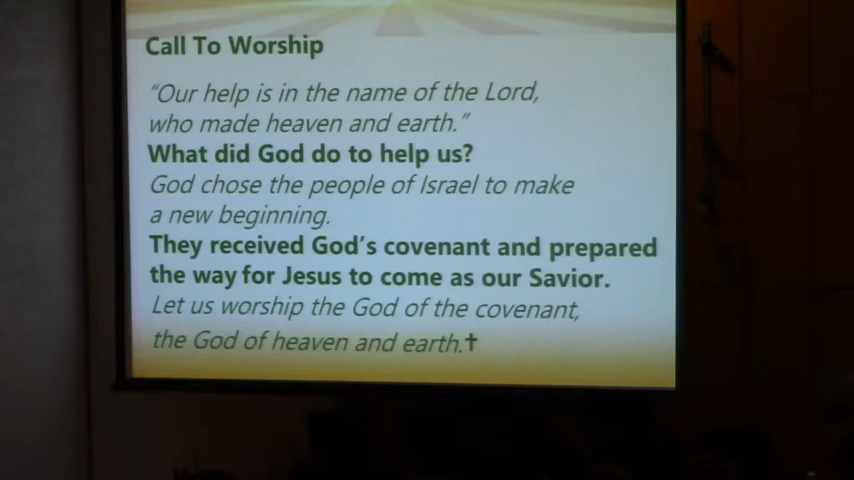 Call To Worship
“Our help is in the name of the Lord,
who made heaven and earth.”
What did God do to help us?
God chose the people of Israel to make
a new beginning.
They received God’s covenant and prepared
the way for Jesus to come as our Savior.
Let us worship the God of the covenant,
the God of heaven and earth.✝